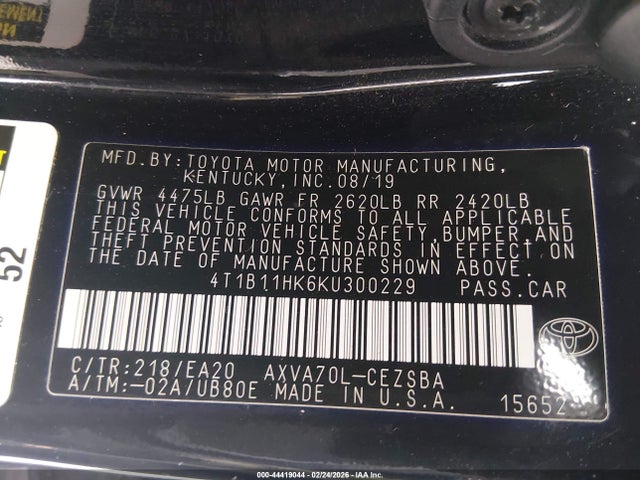 MFD.BY:TOYOTA MOTOR MANUFACTURING,
KENTUCKY, INC.08/19
GVWR 4475LB GAWR FR 2620LB RR 2420LB
THIS VEHICLE CONFORMS TO ALL APPLICABLE
FEDERAL MOTOR VEHICLE SAFETY, BUMPER, AND
THEFT PREVENTION STANDARDS IN EFFECT ON
THE DATE OF MANUFACTURE SHOWN ABOVE.
4T1B11HK6KU300229 PASS.CAR
C/TR:218/EA20 AXVA70L-CEZSBA
A/TM:-02A/UB80E MADE IN U.S.A.
15652
52
000-44419044 - 02/24/2026 - IAA Inc.